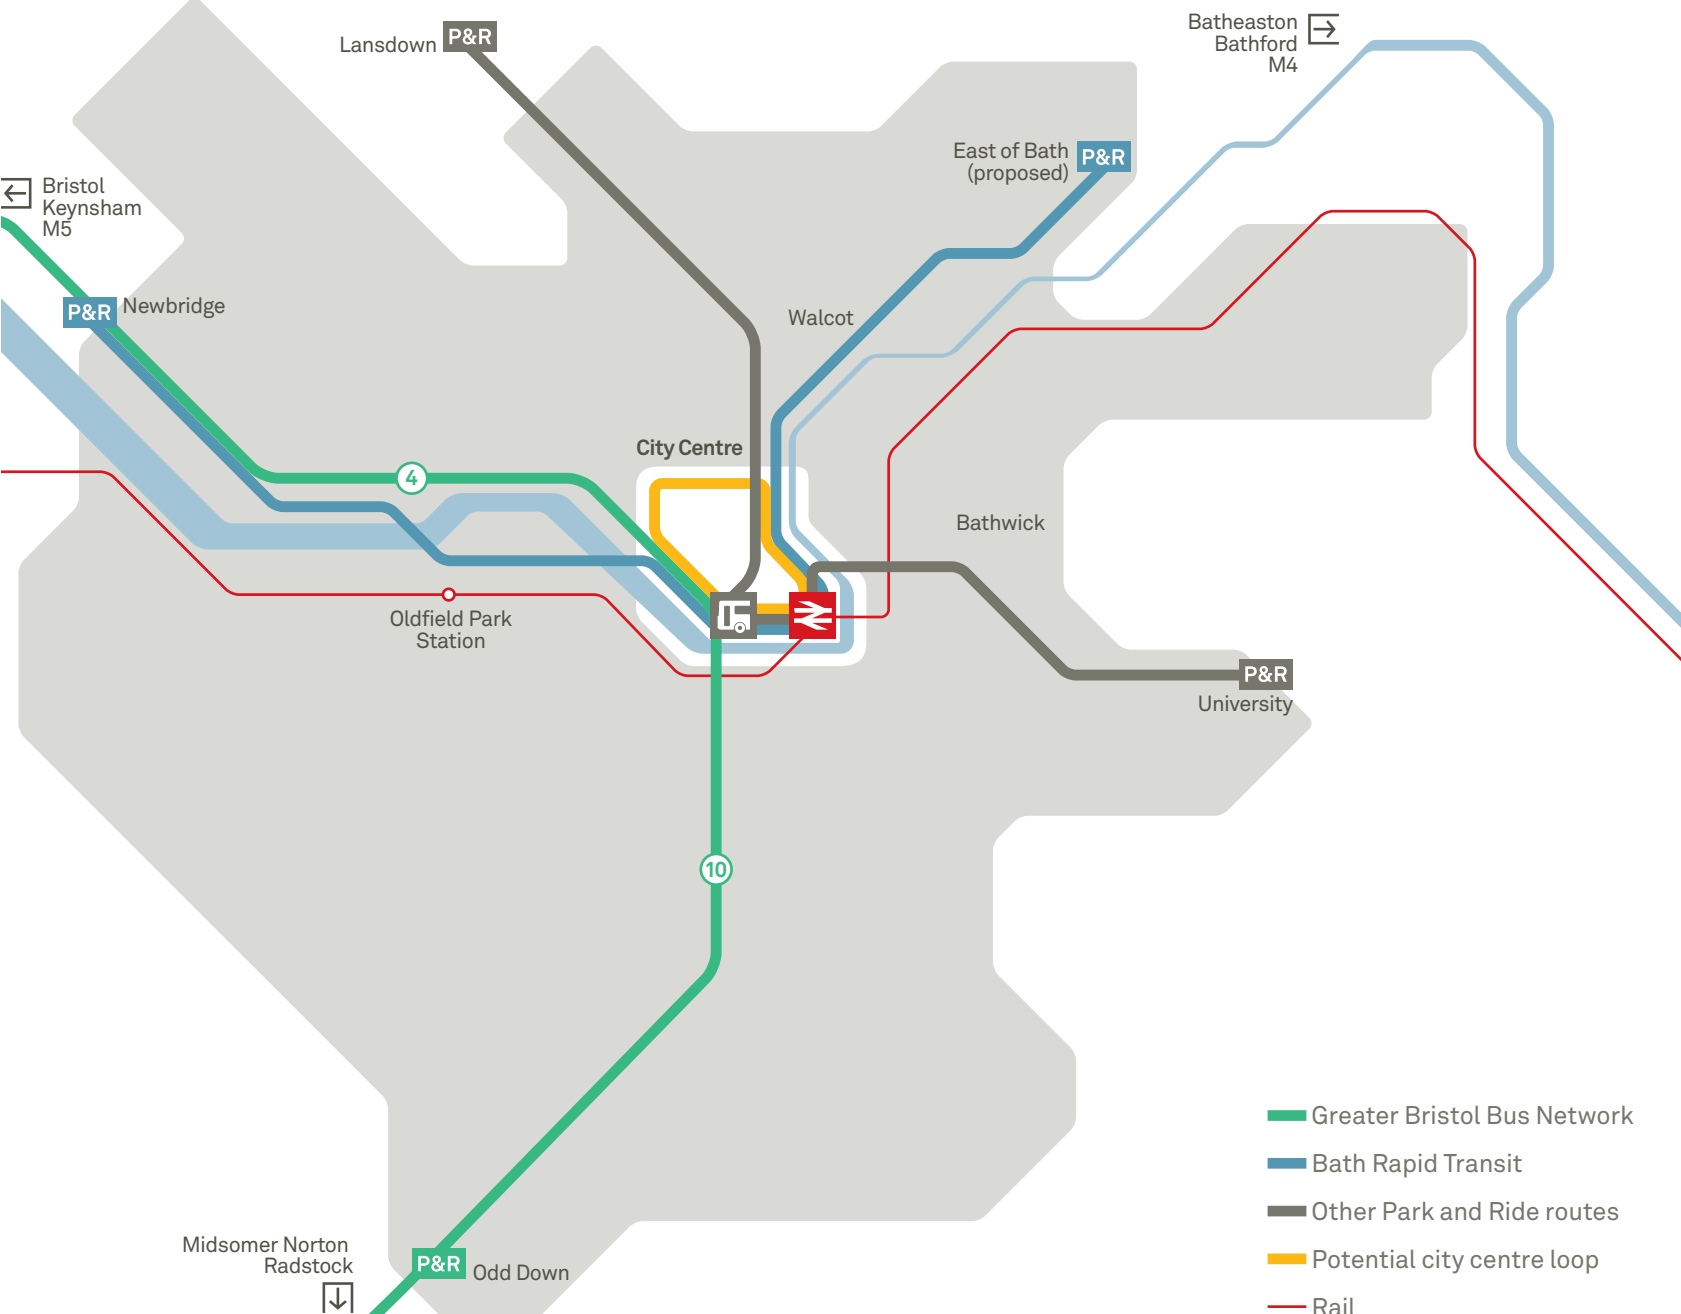 Lansdown
P&R
Batheaston
Bathford
M4
East of Bath
(proposed)
P&R
Bristol
Keynsham
M5
P&R
Newbridge
Walcot
City Centre
4
Bathwick
Oldfield Park
Station
P&R
University
10
Greater Bristol Bus Network
Bath Rapid Transit
Other Park and Ride routes
Potential city centre loop
Rail
Midsomer Norton
Radstock
P&R
Odd Down